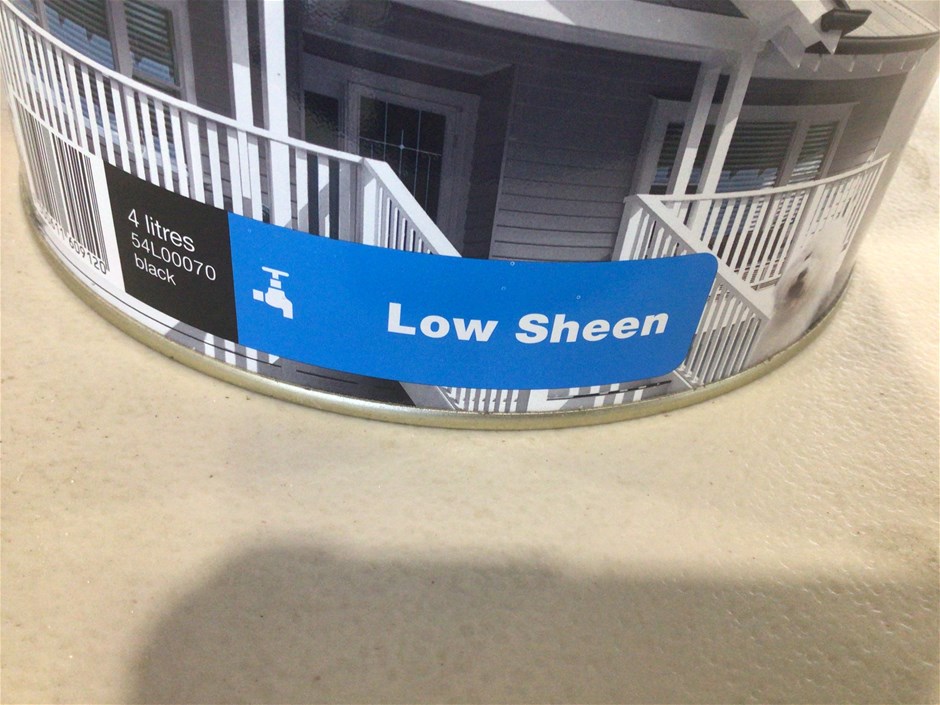 4 litres
54L00070
black
Low Sheen